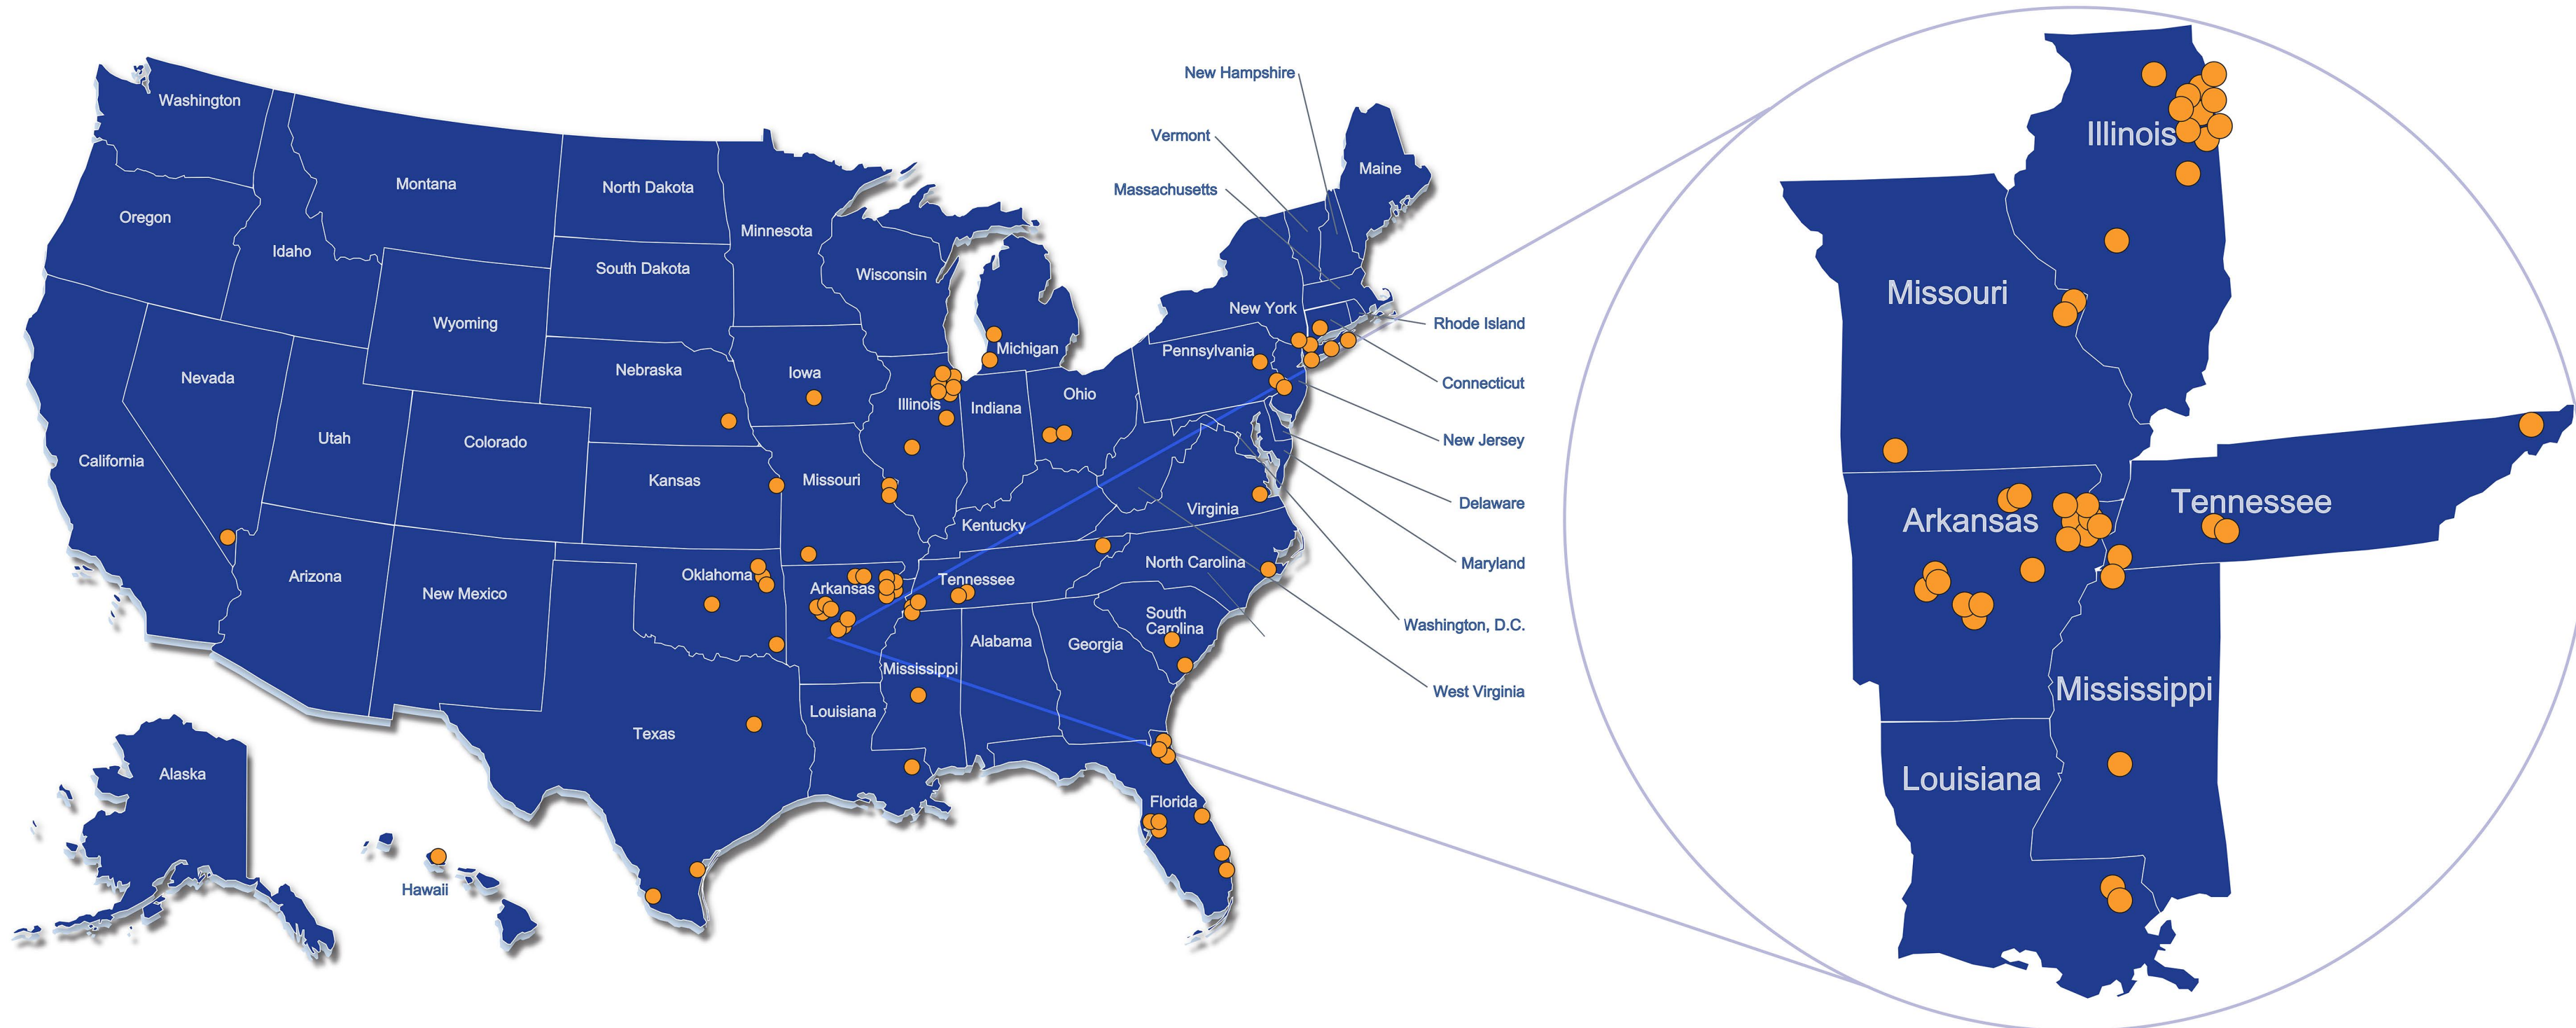 Washington
Oregon
California
Nevada
Idaho
Montana
Wyoming
Utah
Colorado
Arizona
New Mexico
North Dakota
South Dakota
Nebraska
Kansas
Oklahoma
Texas
Minnesota
Iowa
Missouri
Arkansas
Louisiana
Wisconsin
Illinois
Indiana
Michigan
Ohio
Kentucky
Tennessee
Mississippi
Alabama
Georgia
Florida
South
Carolina
North Carolina
Virginia
Pennsylvania
New York
Maine
New Hampshire
Vermont
Massachusetts
Rhode Island
Connecticut
New Jersey
Delaware
Maryland
Washington, D.C.
West Virginia
Alaska
Hawaii
Illinois
Missouri
Arkansas
Tennessee
Mississippi
Louisiana